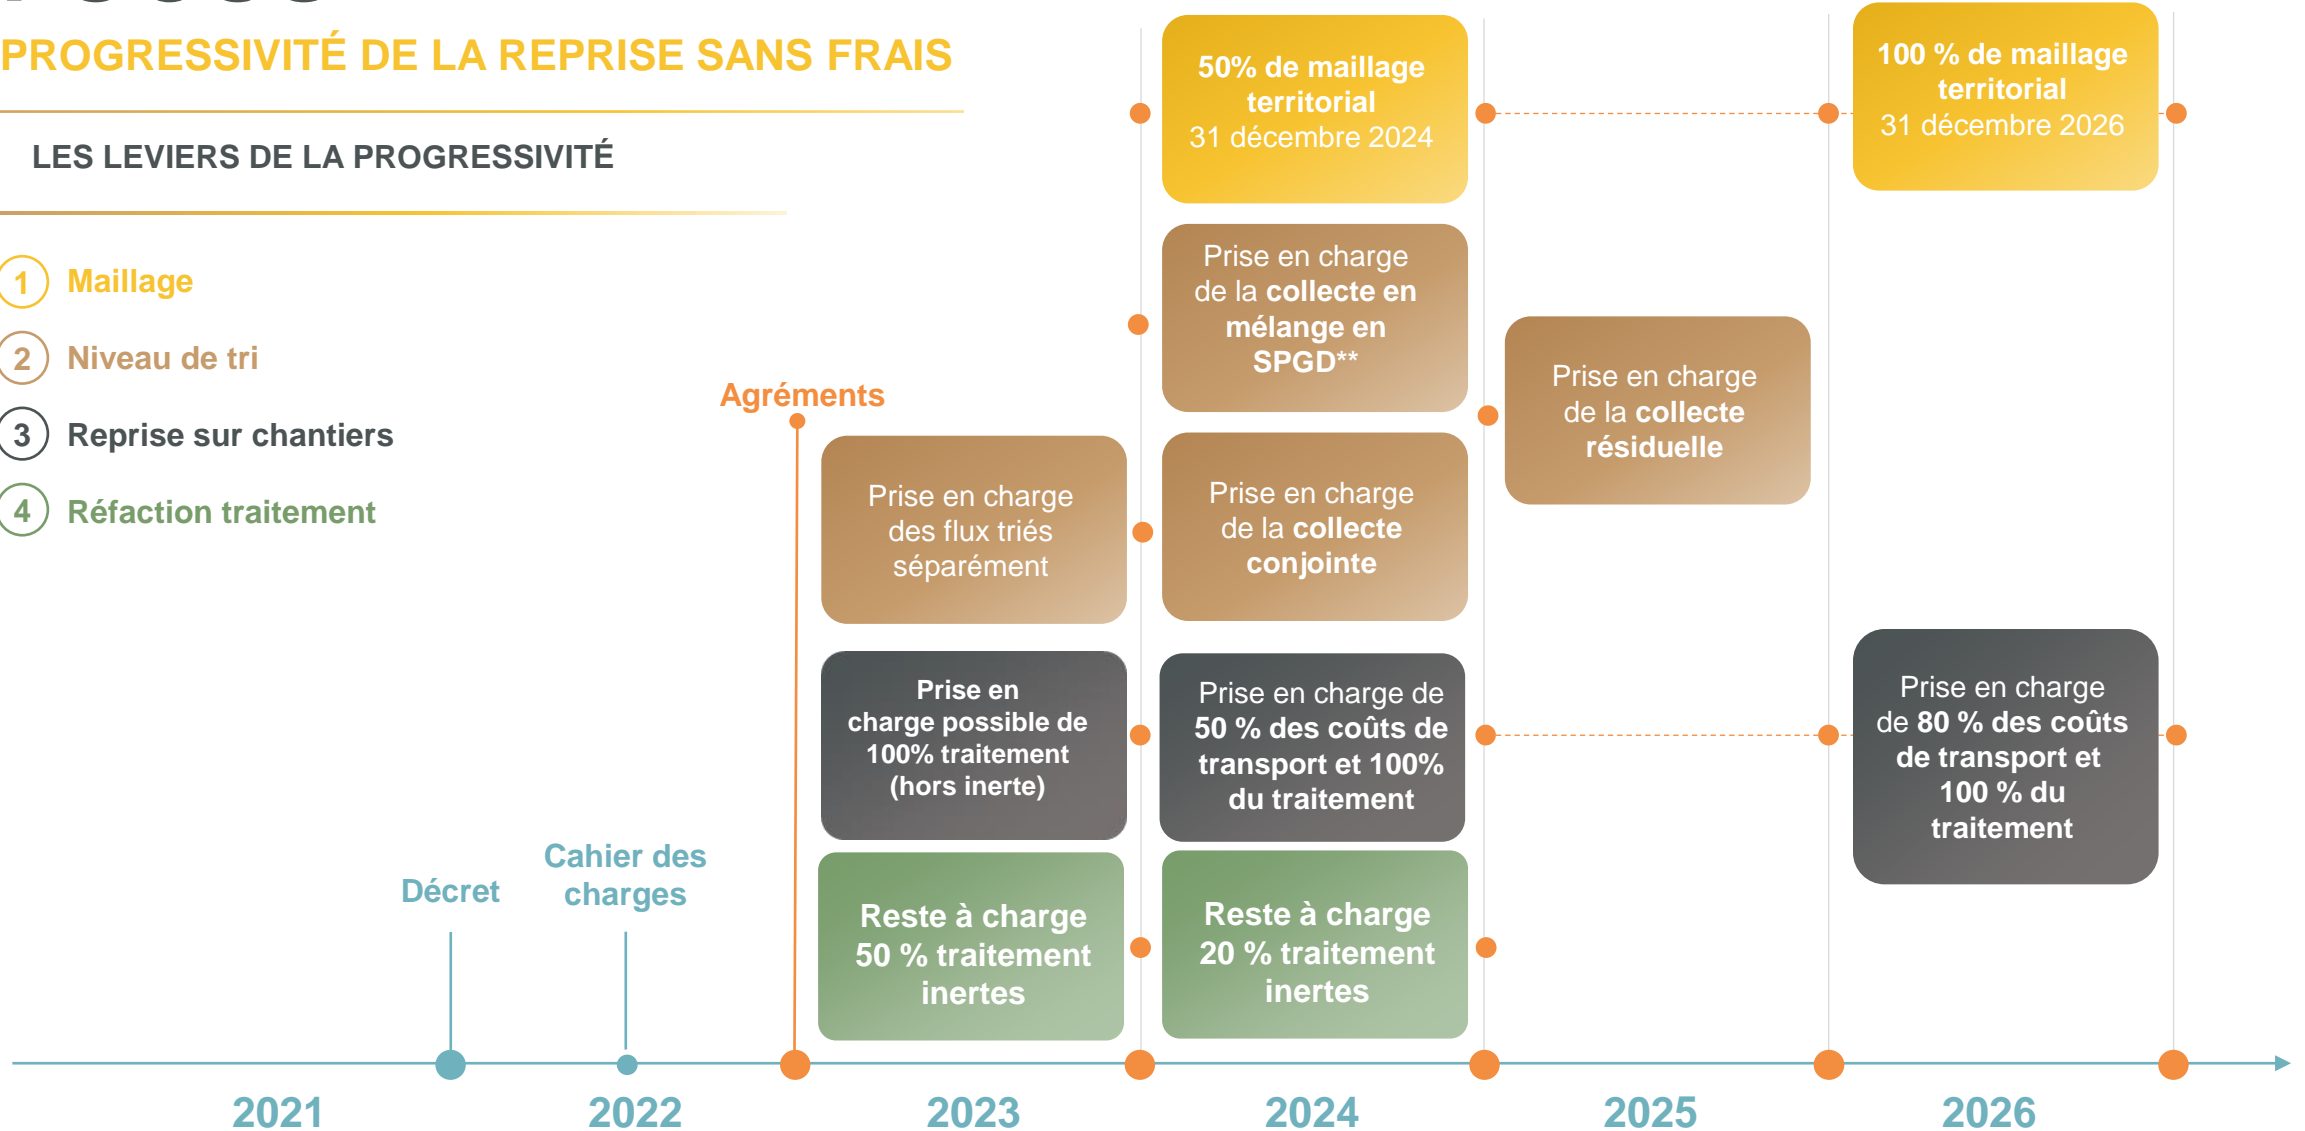 PROGRESSIVITÉ DE LA REPRISE SANS FRAIS
LES LEVIERS DE LA PROGRESSIVITÉ
1 Maillage
2 Niveau de tri
3 Reprise sur chantiers
4 Réfaction traitement
Décret
Cahier des
charges
Agréments
Prise en charge
des flux triés
séparément
Prise en
charge possible de
100% traitement
(hors inerte)
Reste à charge
50 % traitement
inertes
50% de maillage
territorial
31 décembre 2024
Prise en charge
de la collecte en
mélange en
SPGD**
Prise en charge
de la collecte
conjointe
Prise en charge de
50 % des coûts de
transport et 100%
du traitement
Reste à charge
20 % traitement
inertes
Prise en charge
de la collecte
résiduelle
100 % de maillage
territorial
31 décembre 2026
Prise en charge
de 80 % des coûts
de transport et
100 % du
traitement
2021
2022
2023
2024
2025
2026